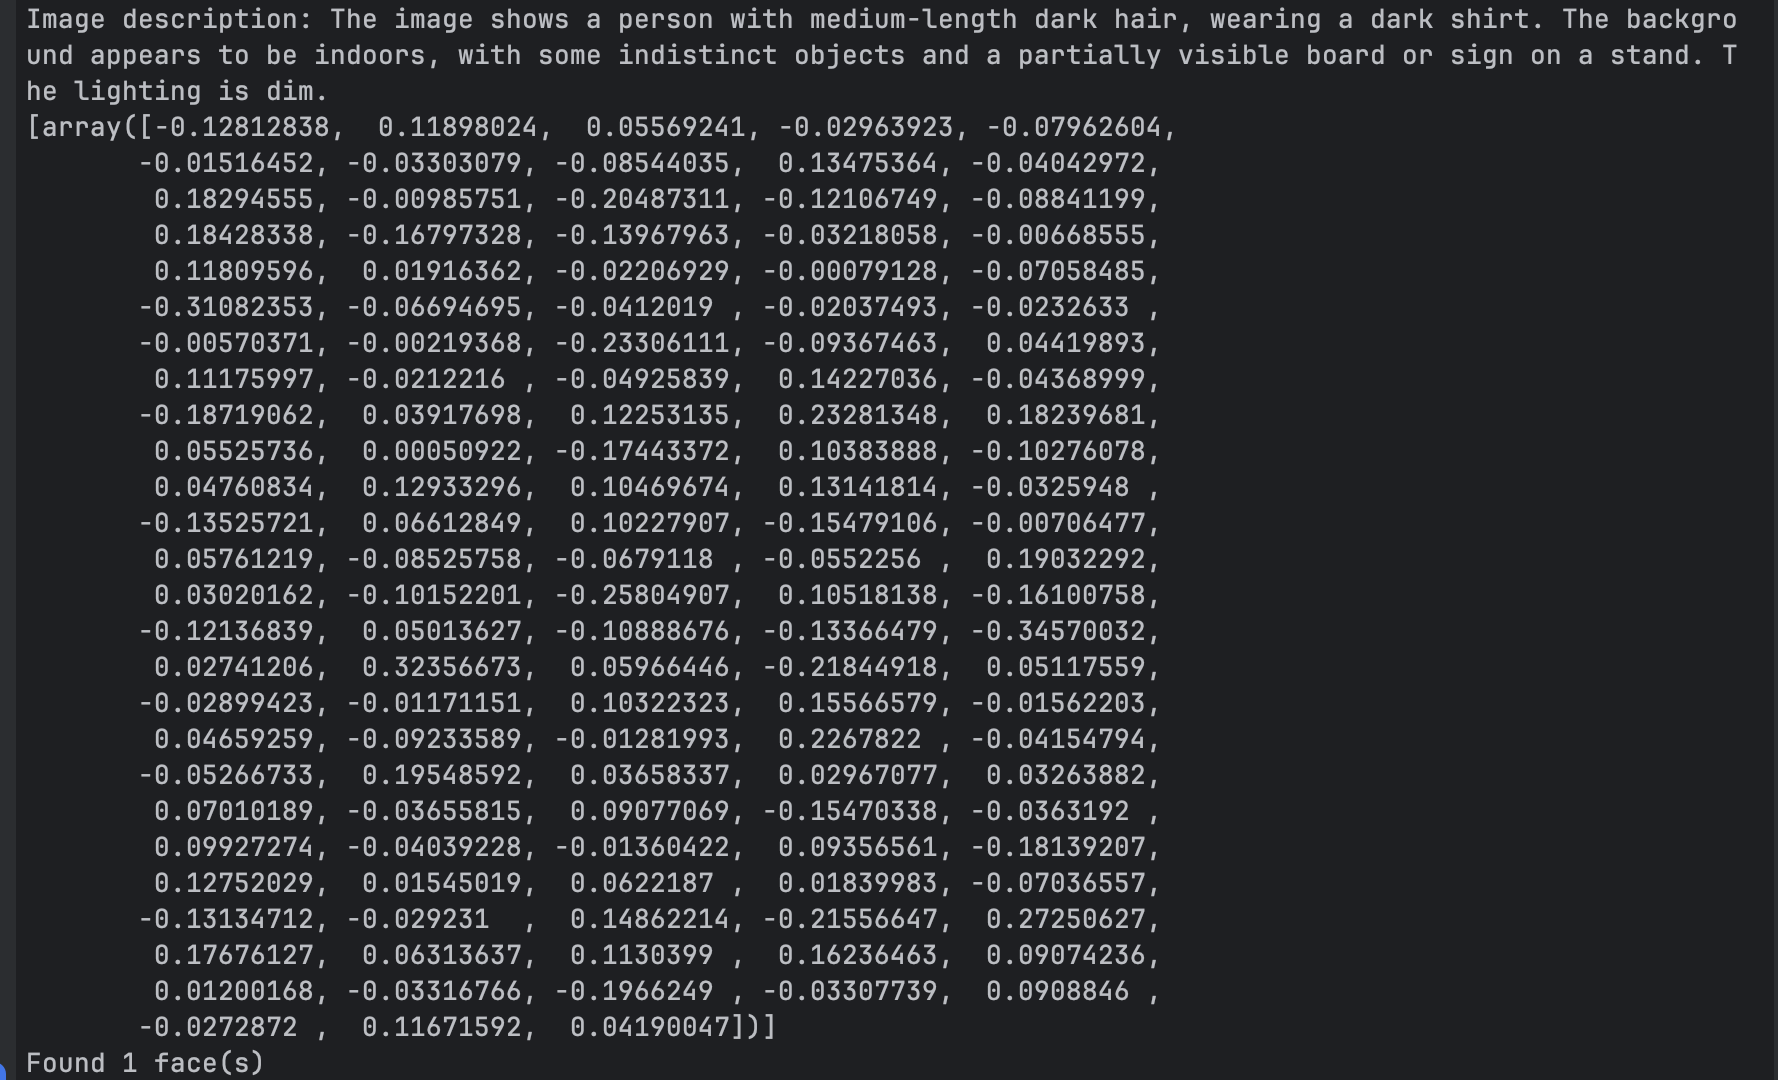 Image description: The image shows a person with medium-length dark hair, wearing a dark shirt. The backgro
und appears to be indoors, with some indistinct objects and a partially visible board or sign on a stand. T
he lighting is dim.
[array([-0.12812838,  0.11898024,  0.05569241, -0.02963923, -0.07962604,
       -0.01516452, -0.03303079, -0.08544035,  0.13475364, -0.04042972,
        0.18294555, -0.00985751, -0.20487311, -0.12106749, -0.08841199,
        0.18428338, -0.16797328, -0.13967963, -0.03218058, -0.00668555,
        0.11809596,  0.01916362, -0.02206929, -0.00079128, -0.07058485,
       -0.31082353, -0.06694695, -0.0412019 , -0.02037493, -0.0232633 ,
       -0.00570371, -0.00219368, -0.23306111, -0.09367463,  0.04419893,
        0.11175997, -0.0212216 , -0.04925839,  0.14227036, -0.04368999,
       -0.18719062,  0.03917698,  0.12253135,  0.23281348,  0.18239681,
        0.05525736,  0.00050922, -0.17443372,  0.10383888, -0.10276078,
        0.04760834,  0.12933296,  0.10469674,  0.13141814, -0.0325948 ,
       -0.13525721,  0.06612849,  0.10227907, -0.15479106, -0.00706477,
        0.05761219, -0.08525758, -0.0679118 , -0.0552256 ,  0.19032292,
        0.03020162, -0.10152201, -0.25804907,  0.10518138, -0.16100758,
       -0.12136839,  0.05013627, -0.10888676, -0.13366479, -0.34570032,
        0.02741206,  0.32356673,  0.05966446, -0.21844918,  0.05117559,
       -0.02899423, -0.01171151,  0.10322323,  0.15566579, -0.01562203,
        0.04659259, -0.09233589, -0.01281993,  0.2267822 , -0.04154794,
       -0.05266733,  0.19548592,  0.03658337,  0.02967077,  0.03263882,
        0.07010189, -0.03655815,  0.09077069, -0.15470338, -0.0363192 ,
        0.09927274, -0.04039228, -0.01360422,  0.09356561, -0.18139207,
        0.12752029,  0.01545019,  0.0622187 ,  0.01839983, -0.07036557,
       -0.13134712, -0.029231  ,  0.14862214, -0.21556647,  0.27250627,
        0.17676127,  0.06313637,  0.1130399 ,  0.16236463,  0.09074236,
        0.01200168, -0.03316766, -0.1966249 , -0.03307739,  0.0908846 ,
       -0.0272872 ,  0.11671592,  0.04190047])]
Found 1 face(s)